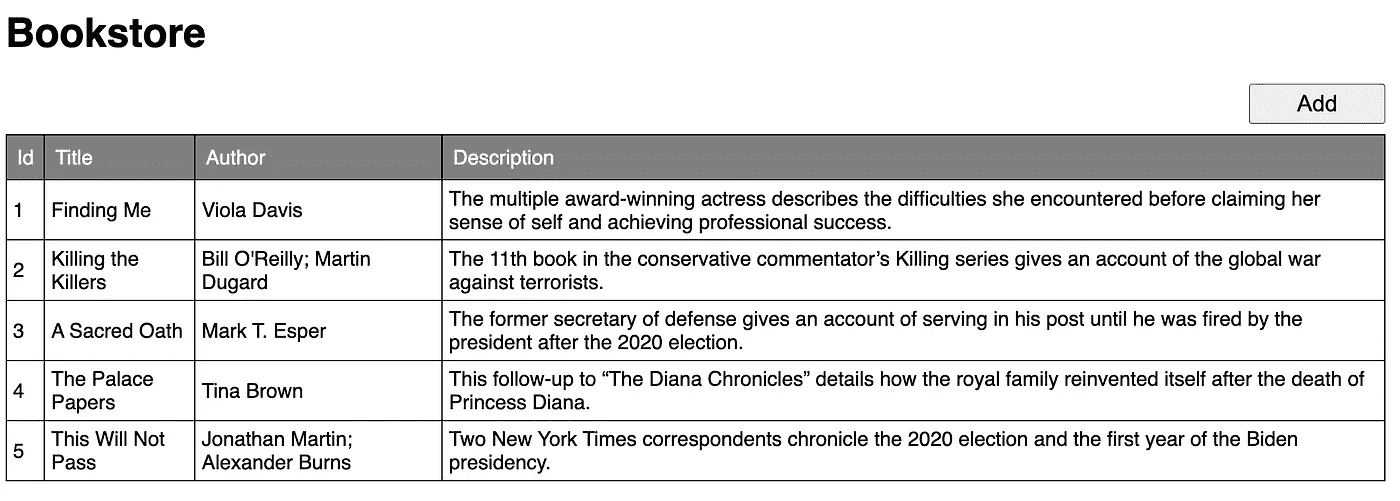 Bookstore
Add
Id Title Author Description
1 Finding Me Viola Davis The multiple award-winning actress describes the difficulties she encountered before claiming her
sense of self and achieving professional success.
2 Killing the
Killers Bill O'Reilly; Martin
Dugard The 11th book in the conservative commentator’s Killing series gives an account of the global war
against terrorists.
3 A Sacred Oath Mark T. Esper The former secretary of defense gives an account of serving in his post until he was fired by the
president after the 2020 election.
4 The Palace
Papers Tina Brown This follow-up to “The Diana Chronicles” details how the royal family reinvented itself after the death of
Princess Diana.
5 This Will Not
Pass Jonathan Martin;
Alexander Burns Two New York Times correspondents chronicle the 2020 election and the first year of the Biden
presidency.